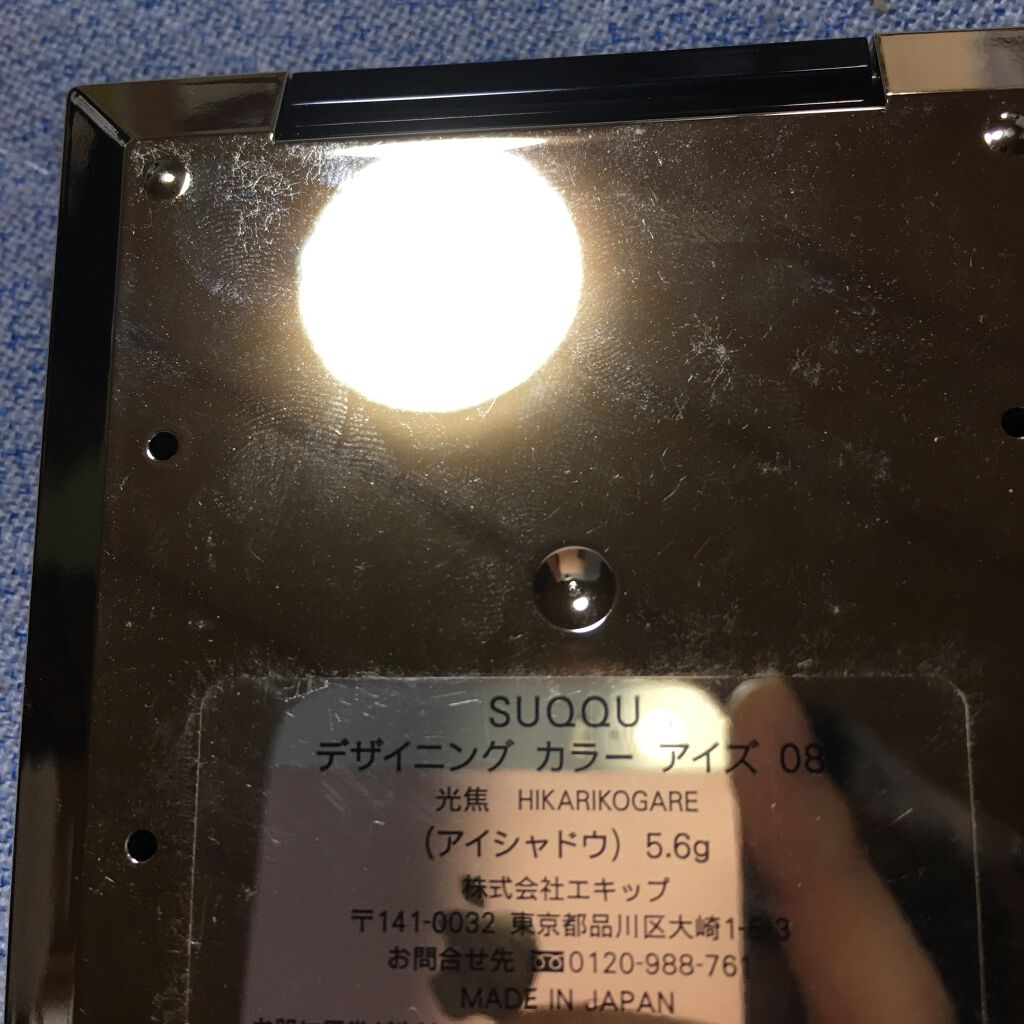 SUQQU
デザイニング カラー アイズ 08
光焦 HIKARIKOGARE
(アイシャドウ) 5.6g
株式会社エキップ
〒141-0032 東京都品川区大崎1-6-3
お問合せ先 0120-988-761
MADE IN JAPAN